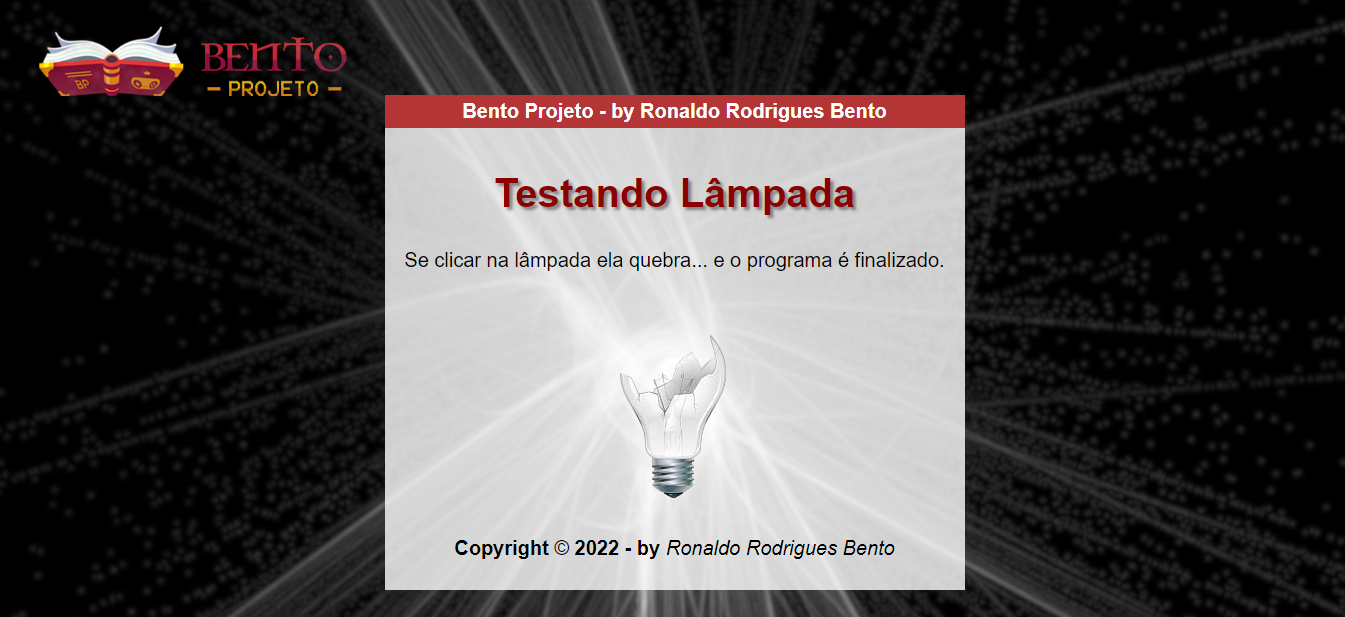 BENTO
PROJETO
BP
Bento Projeto - by Ronaldo Rodrigues Bento
Testando Lâmpada
Se clicar na lâmpada ela quebra... e o programa é finalizado.
Copyright © 2022 - by Ronaldo Rodrigues Bento